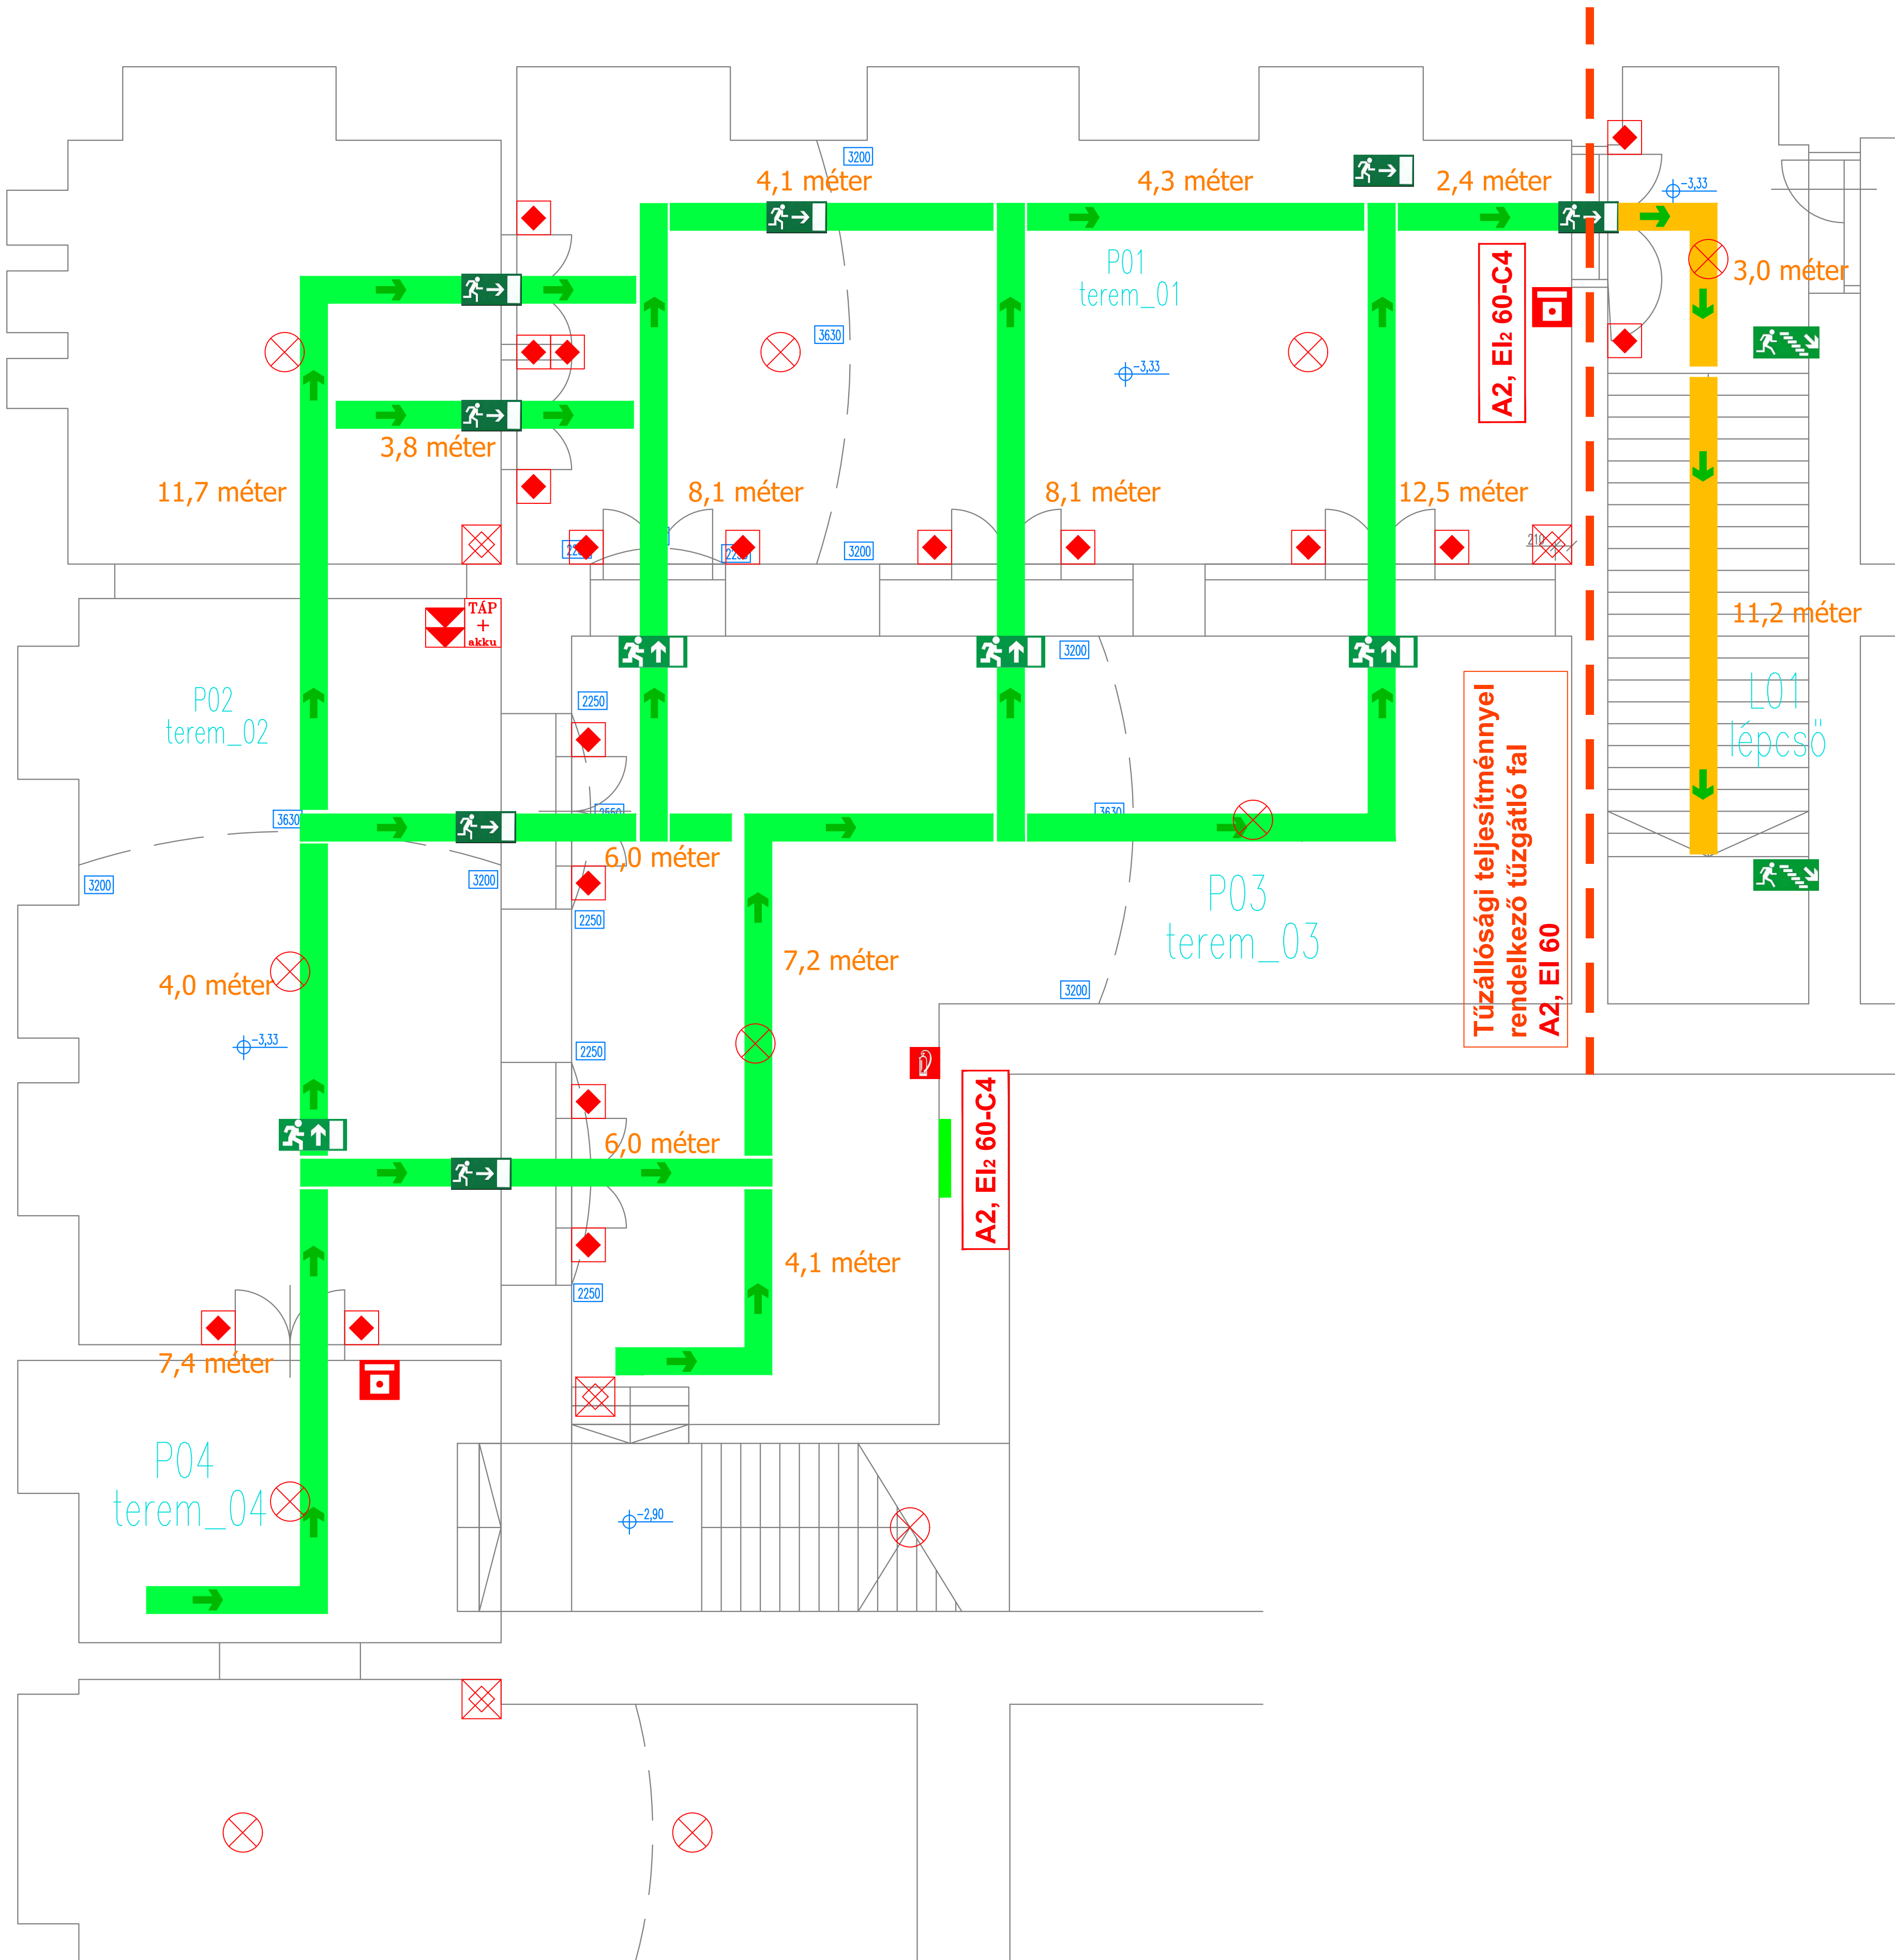 3200
4,1 méter
4,3 méter
2,4 méter
-3,33
P01
terem_01
3,0 méter
A2, EI2 60-C4
3630
-3,33
3,8 méter
11,7 méter
8,1 méter
8,1 méter
12,5 méter
3200
210
TÁP
+
akku
11,2 méter
3200
2250
P02
terem_02
L01
lépcső
Tűzállósági teljesítménnyel
rendelkező tűzgátló fal
A2, EI 60
3630
6,0 méter
3200
3200
2250
P03
terem_03
7,2 méter
4,0 méter
3200
-3,33
2250
A2, EI2 60-C4
6,0 méter
4,1 méter
2250
7,4 méter
P04
terem_04
-2,90